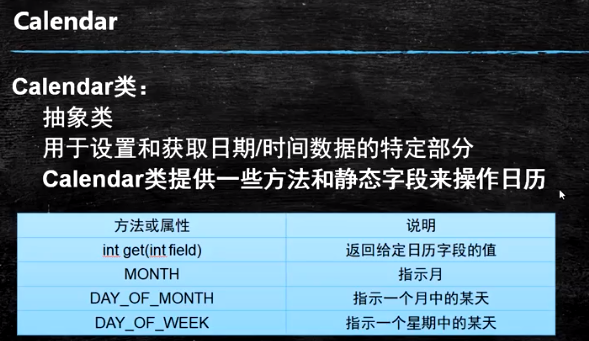 Calendar
Calendar类：
抽象类
用于设置和获取日期/时间数据的特定部分
Calendar类提供一些方法和静态字段来操作日历
方法或属性 说明
int get(int field) 返回给定日历字段的值
MONTH 指示月
DAY_OF_MONTH 指示一个月中的某天
DAY_OF_WEEK 指示一个星期中的某天